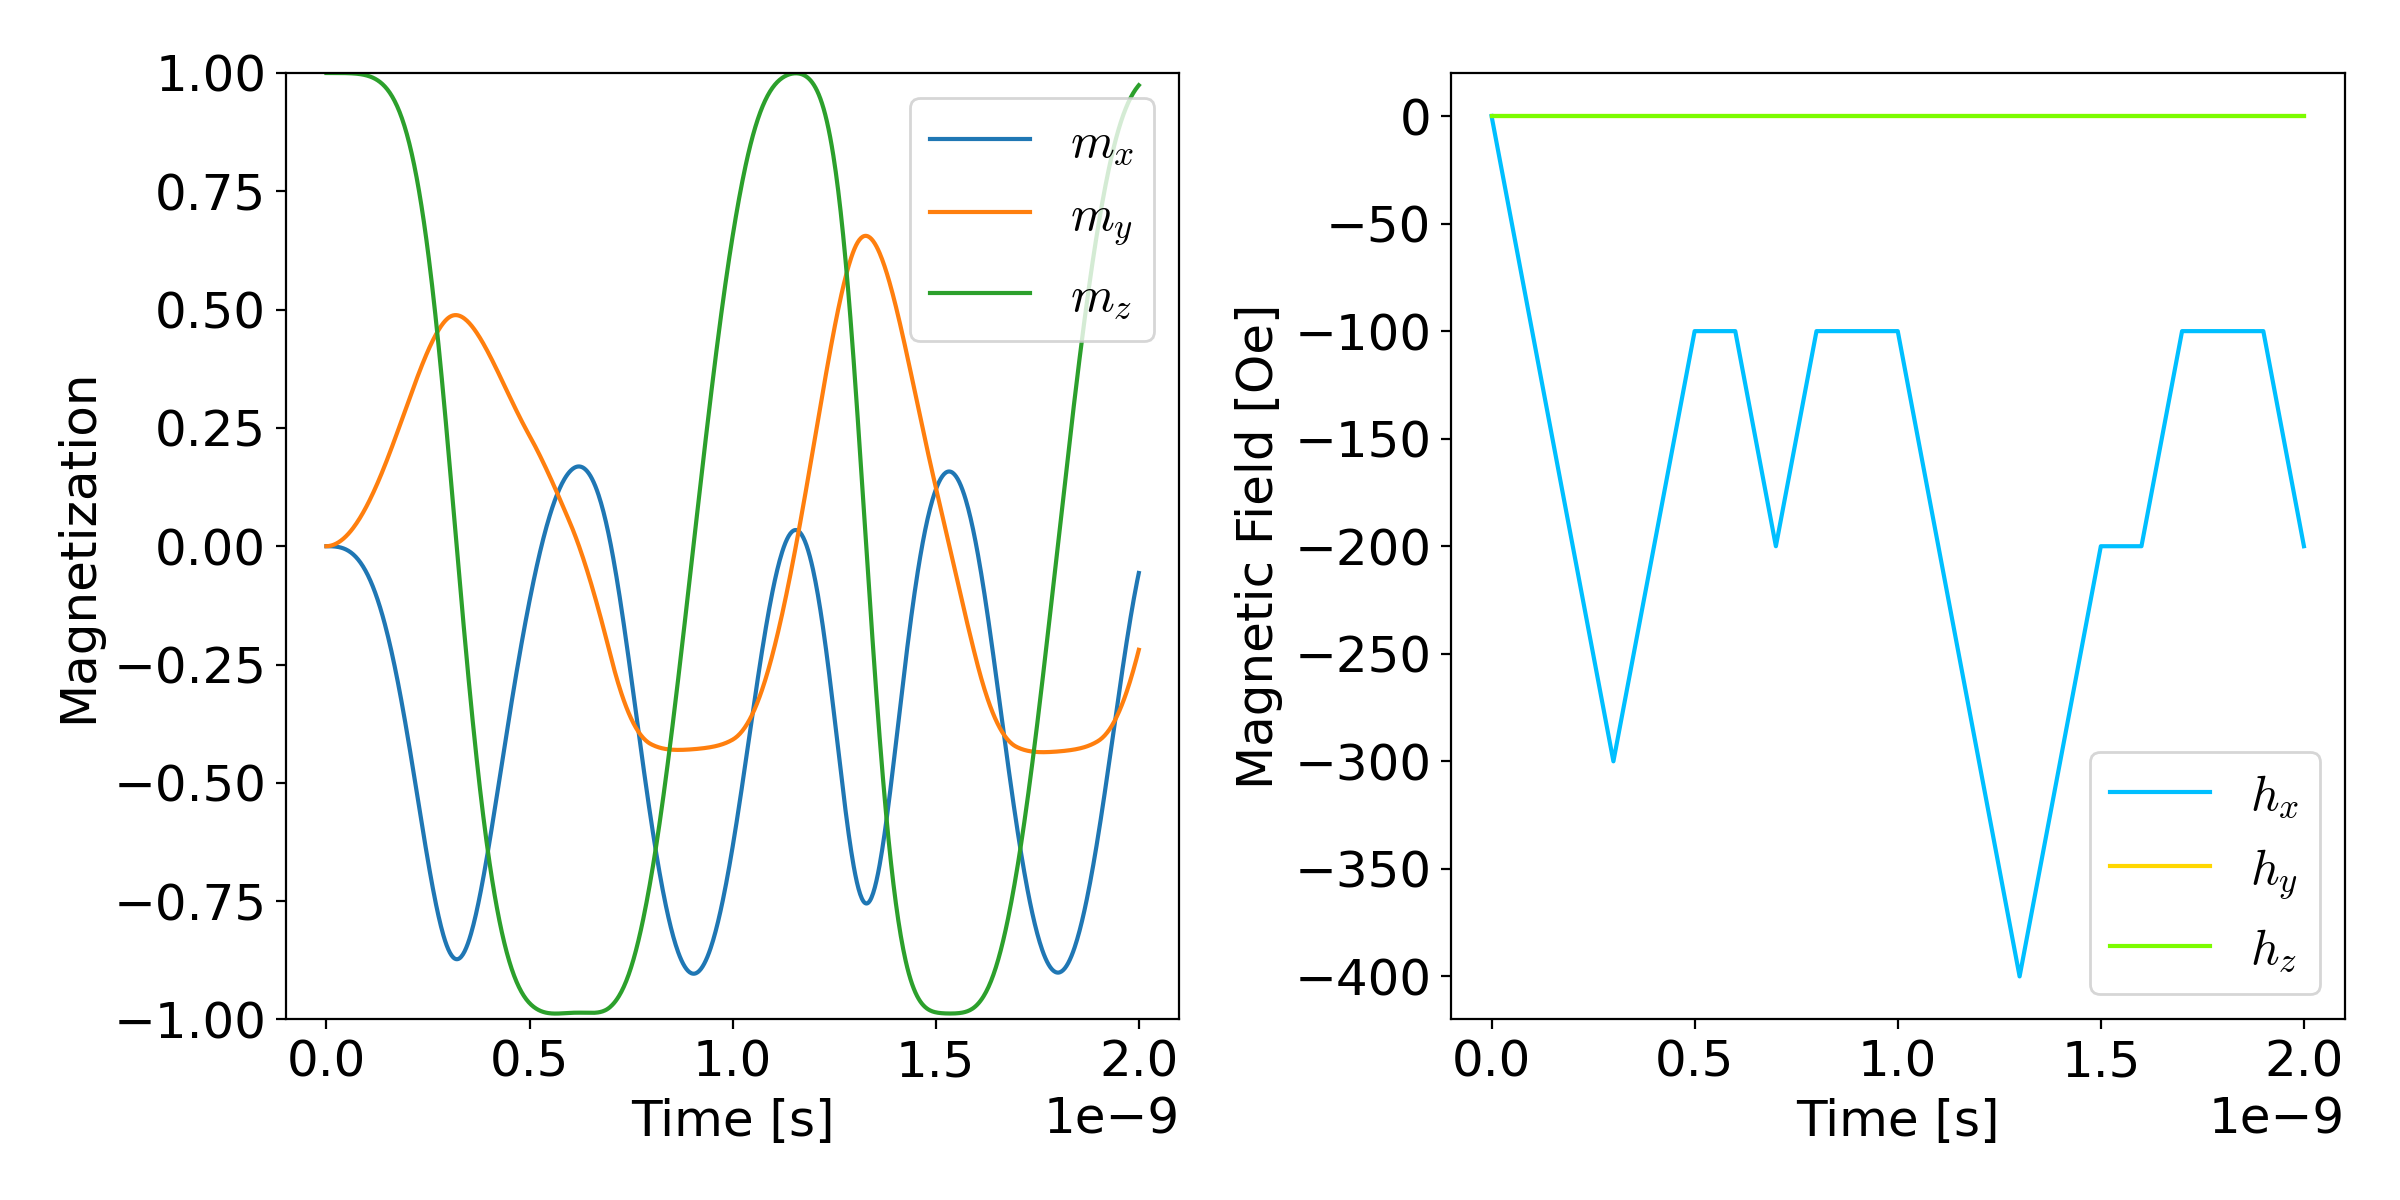 1.00
0.75
0.50
0.25
0.00
−0.25
−0.50
−0.75
−1.00
Magnetization
0.0 0.5 1.0 1.5 2.0
Time [s]
1e−9
m_x
m_y
m_z
0
−50
−100
−150
−200
−250
−300
−350
−400
Magnetic Field [Oe]
0.0 0.5 1.0 1.5 2.0
Time [s]
1e−9
h_x
h_y
h_z